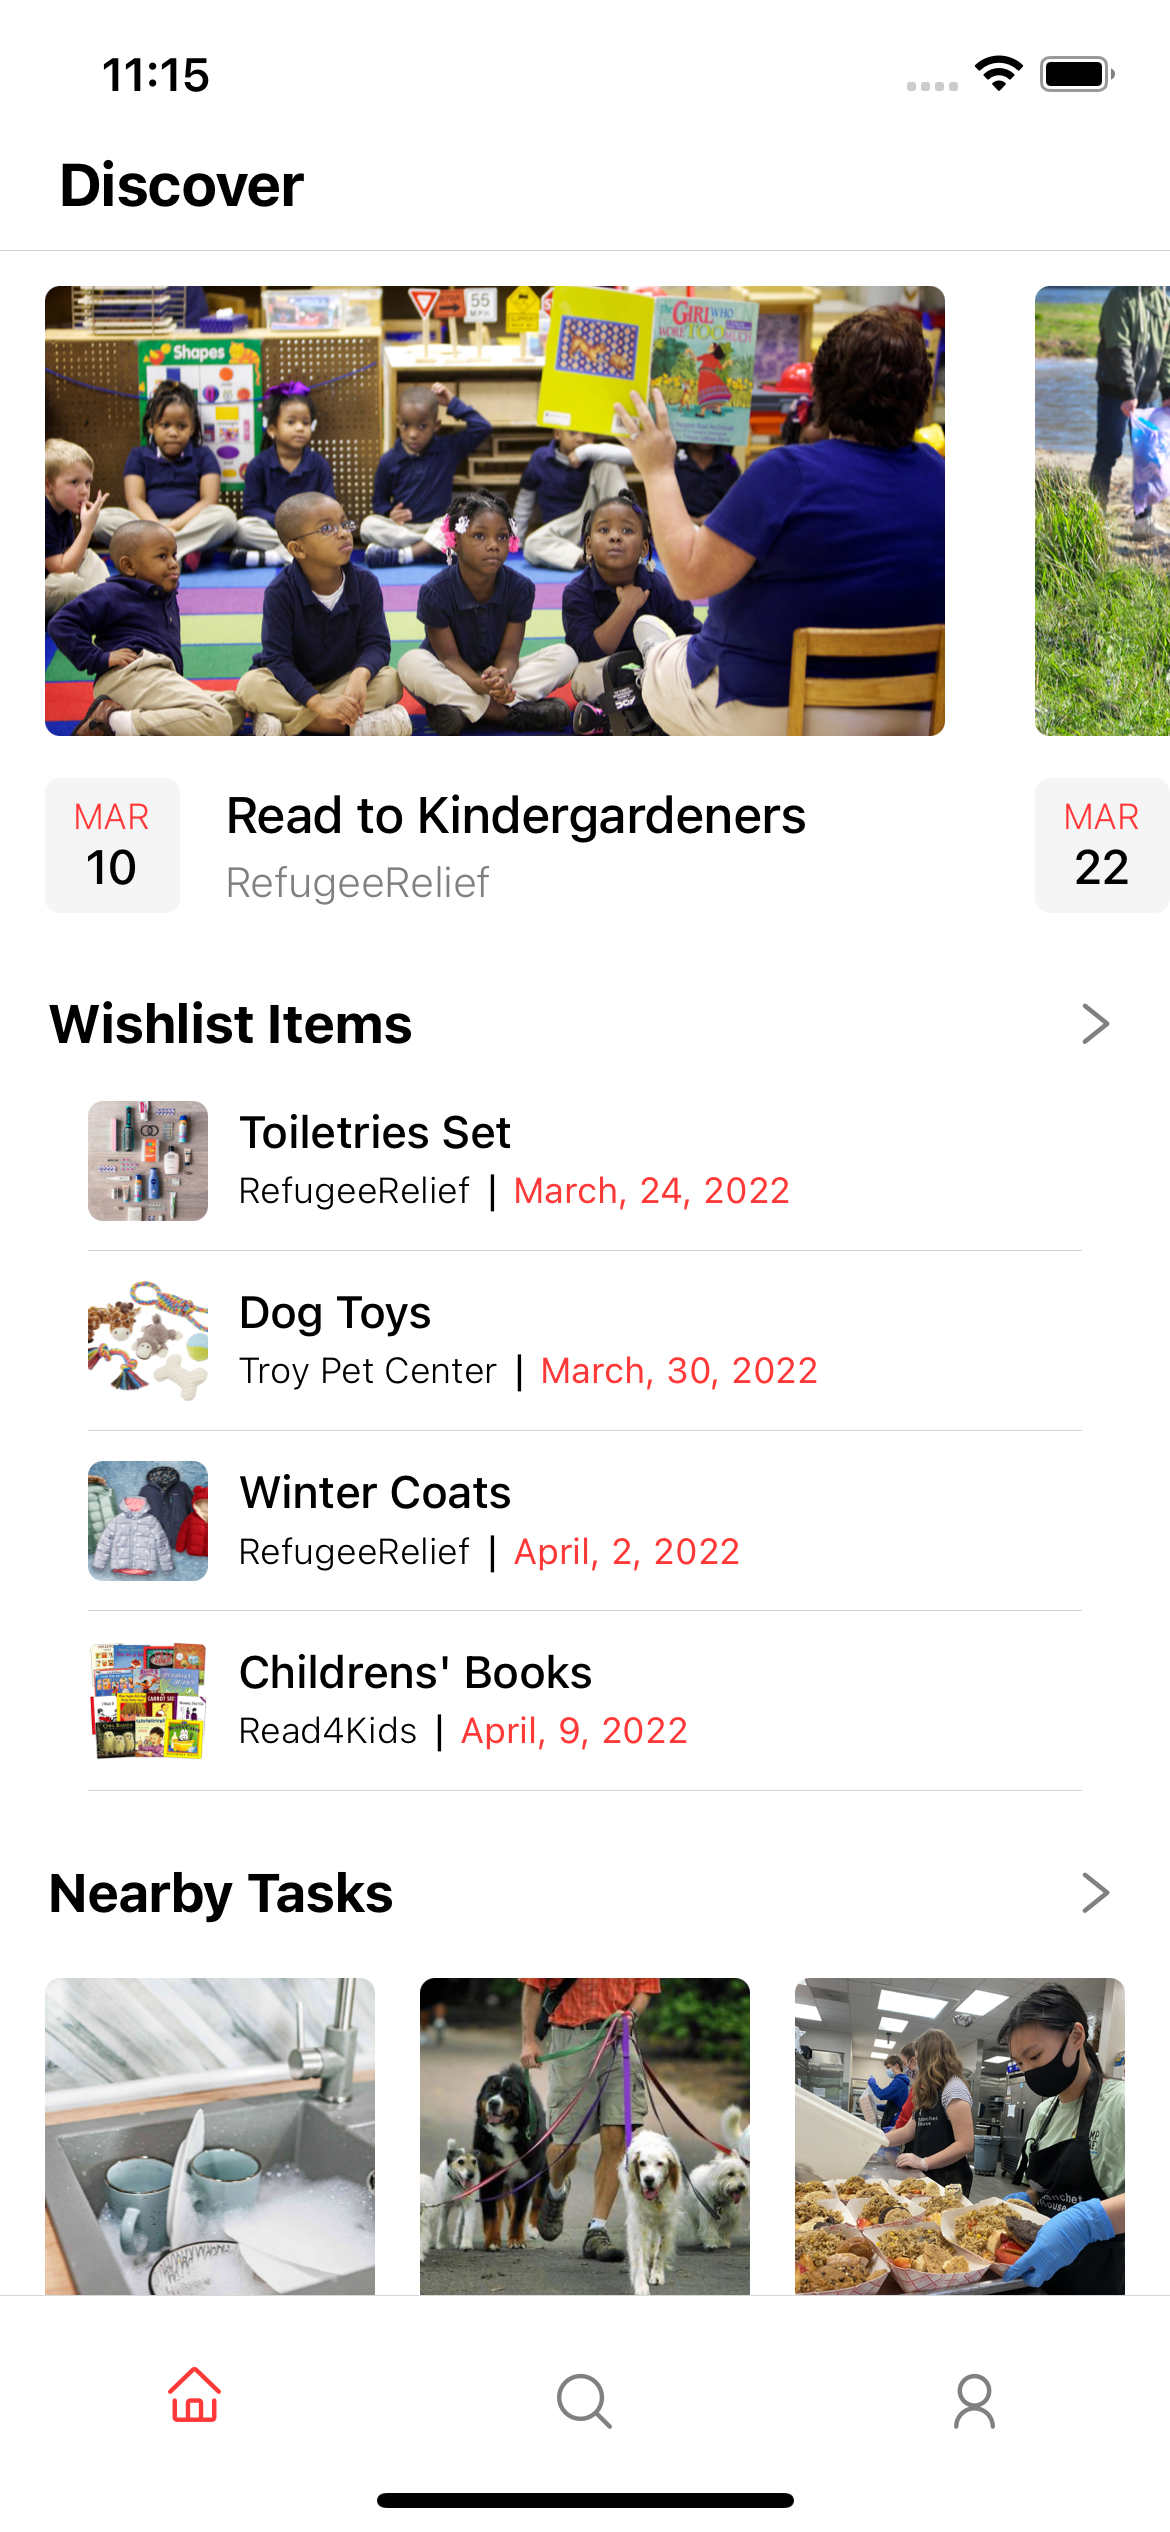 11:15
Discover
Shapes
55
M.P.H
The GIRL WHO
WORE TOO MUCH
MAR
10
Read to Kindergardeners
RefugeeRelief
MAR
22
Wishlist Items
Toiletries Set
RefugeeRelief | March, 24, 2022
Dog Toys
Troy Pet Center | March, 30, 2022
Winter Coats
RefugeeRelief | April, 2, 2022
Childrens' Books
Read4Kids | April, 9, 2022
Nearby Tasks